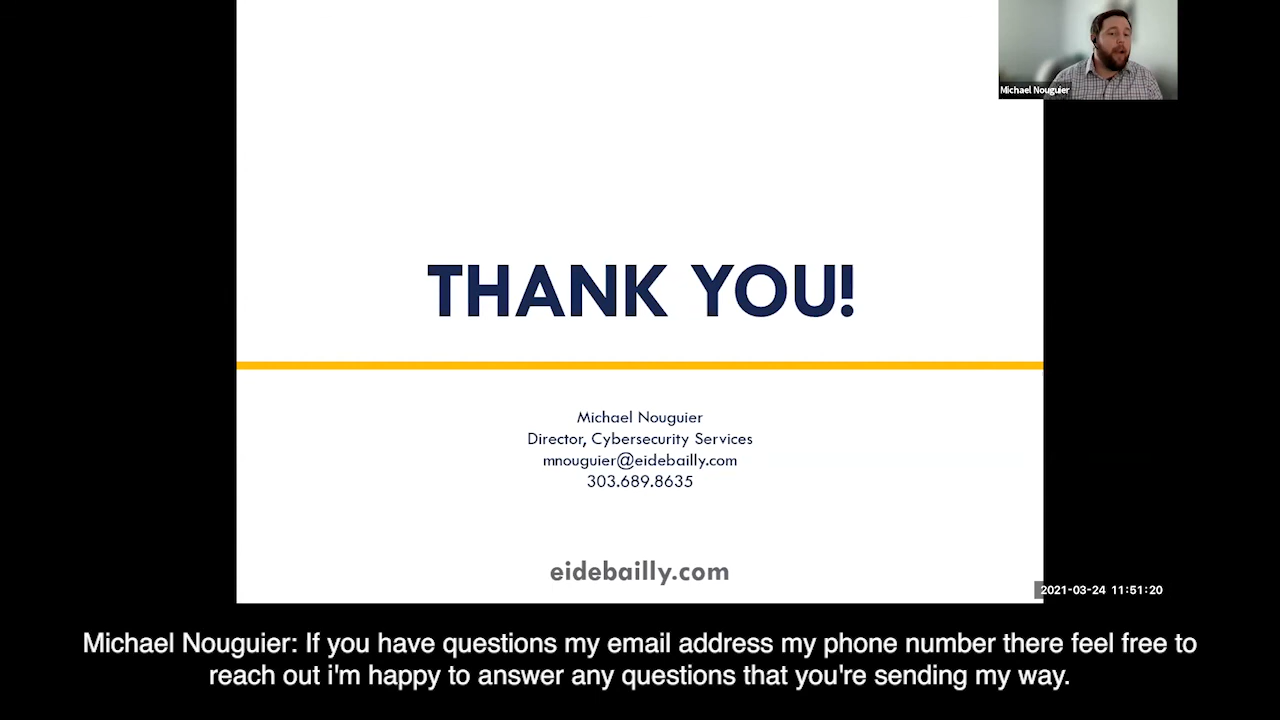 Michael Nouguier
THANK YOU!
Michael Nouguier
Director, Cybersecurity Services
mnouguier@eidebailly.com
303.689.8635
eidebailly.com
2021-03-24 11:51:20
Michael Nouguier: If you have questions my email address my phone number there feel free to
reach out i'm happy to answer any questions that you're sending my way.